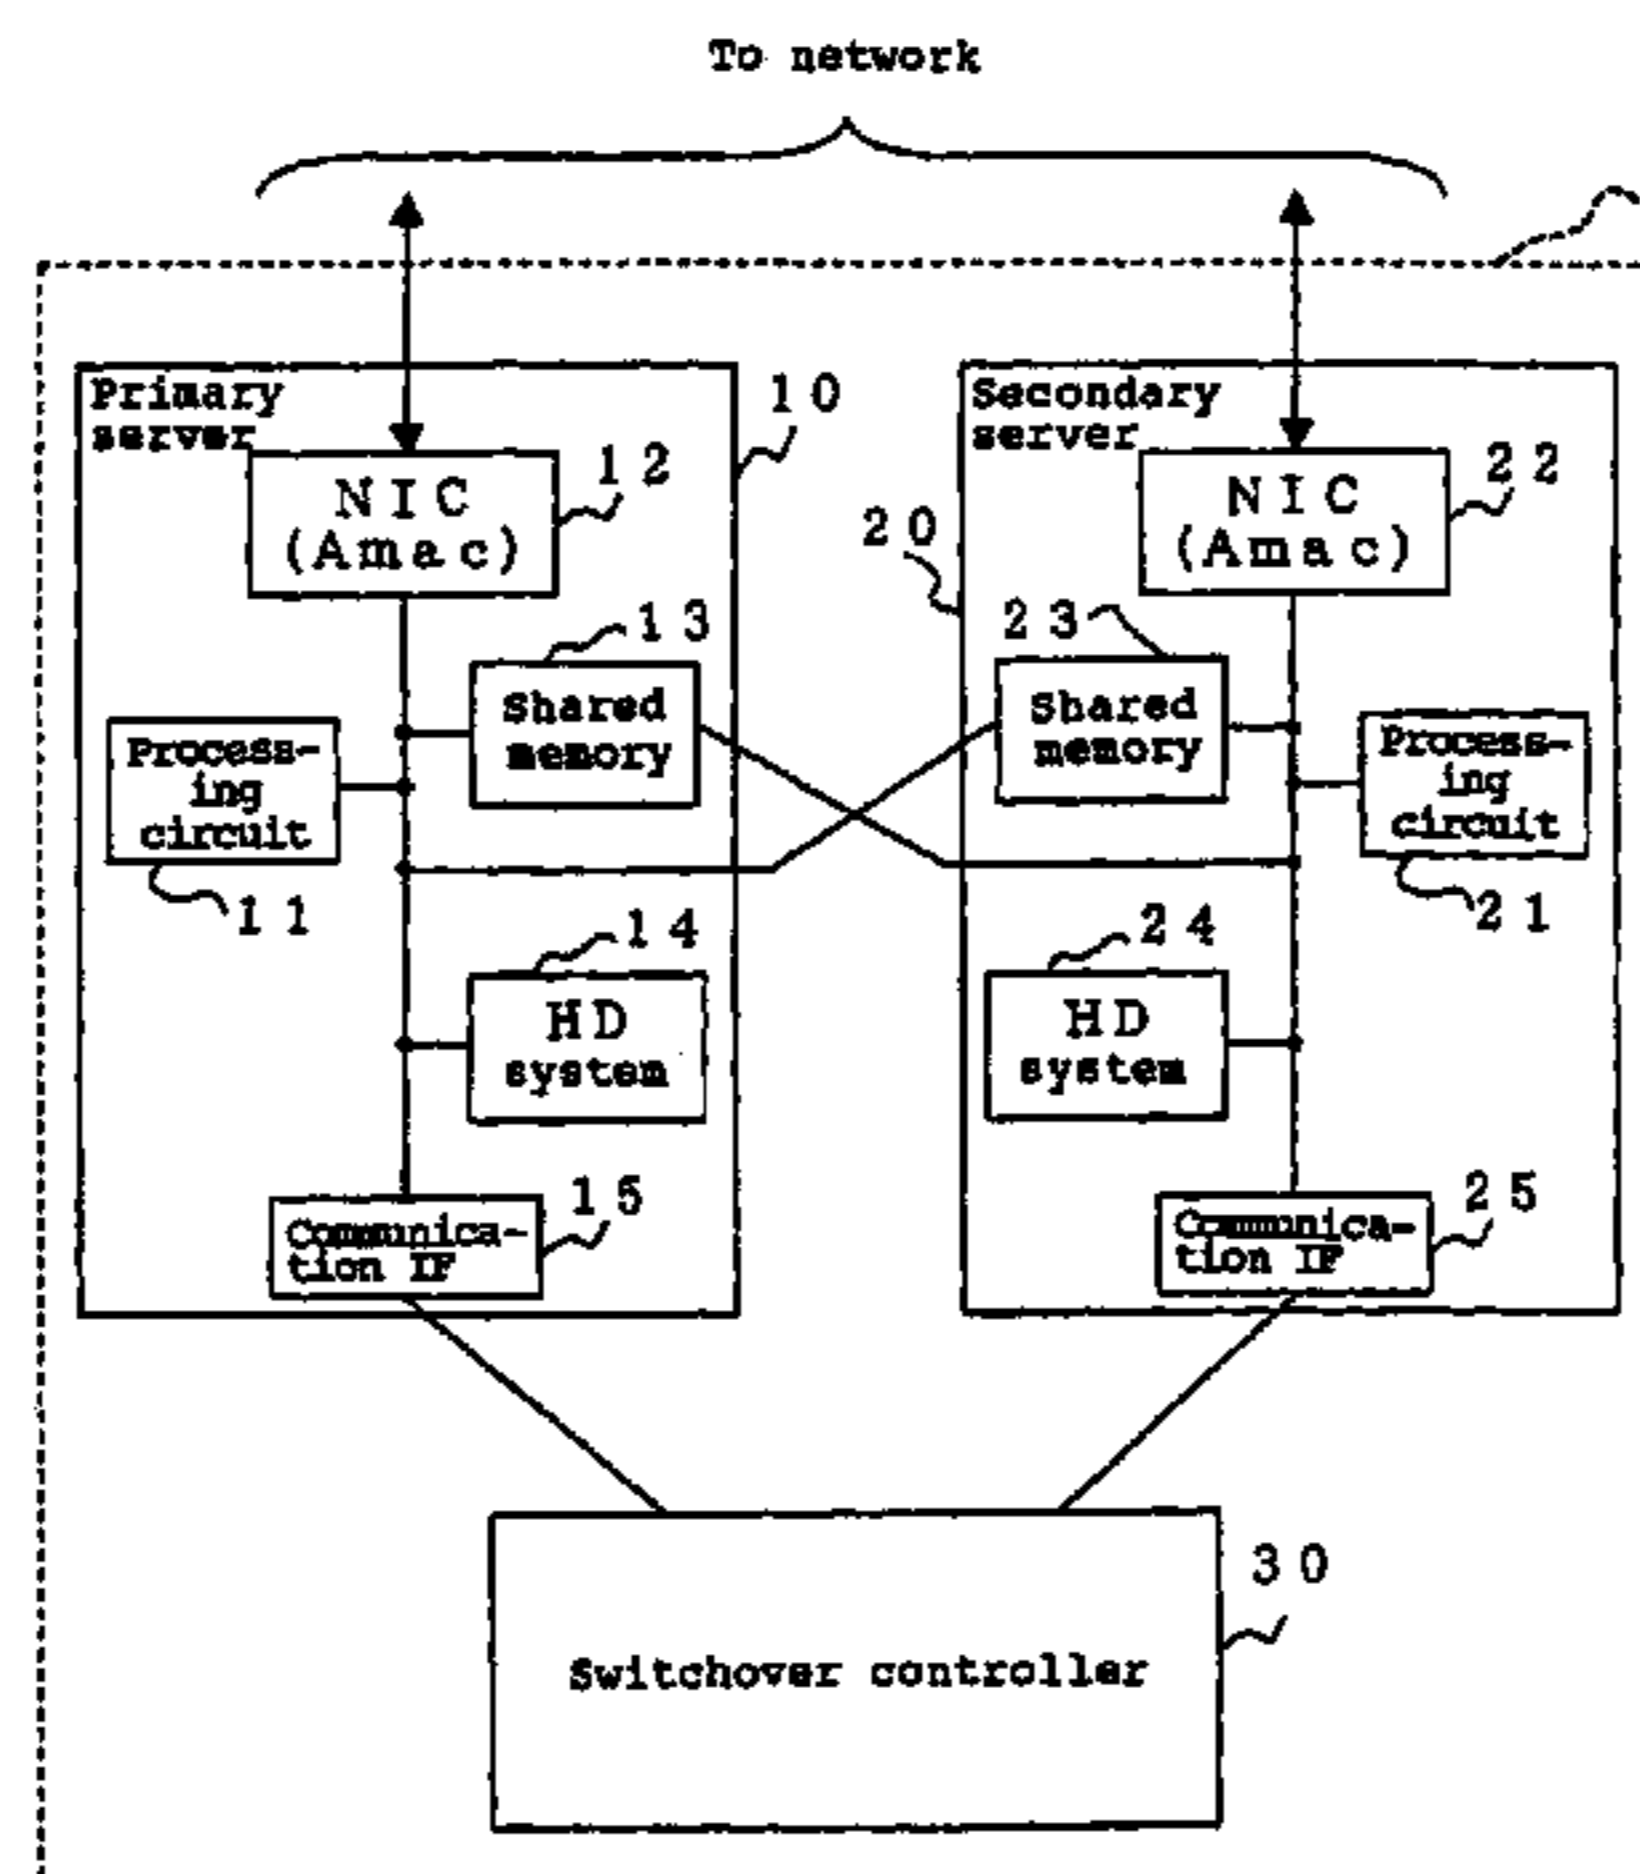 To network
Primary
server
10
NIC
(Amac)
12
13
Shared
memory
Process-
ing
circuit
11
14
HD
system
15
Communica-
tion IF
Secondary
server
20
NIC
(Amac)
22
23
Shared
memory
Process-
ing
circuit
21
24
HD
system
25
Communica-
tion IF
30
Switchover controller